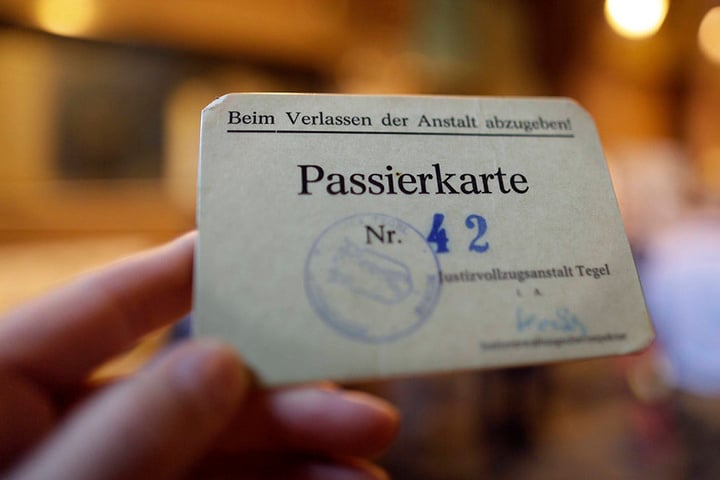 Beim Verlassen der Anstalt abzugeben!
Passierkarte
Nr. 42
Justizvollzugsanstalt Tegel
i. A.